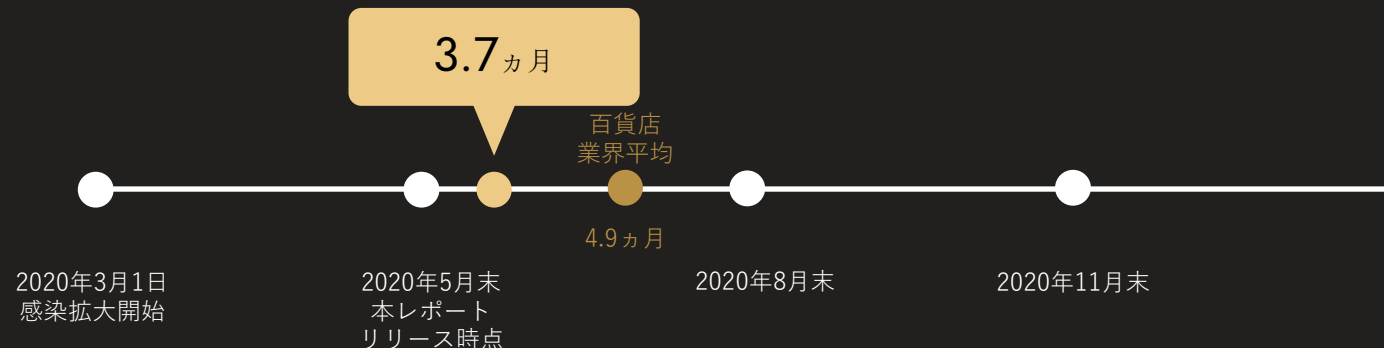 3.7ヵ月
百貨店
業界平均
4.9ヵ月
2020年3月1日
感染拡大開始
2020年5月末
本レポート
リリース時点
2020年8月末
2020年11月末